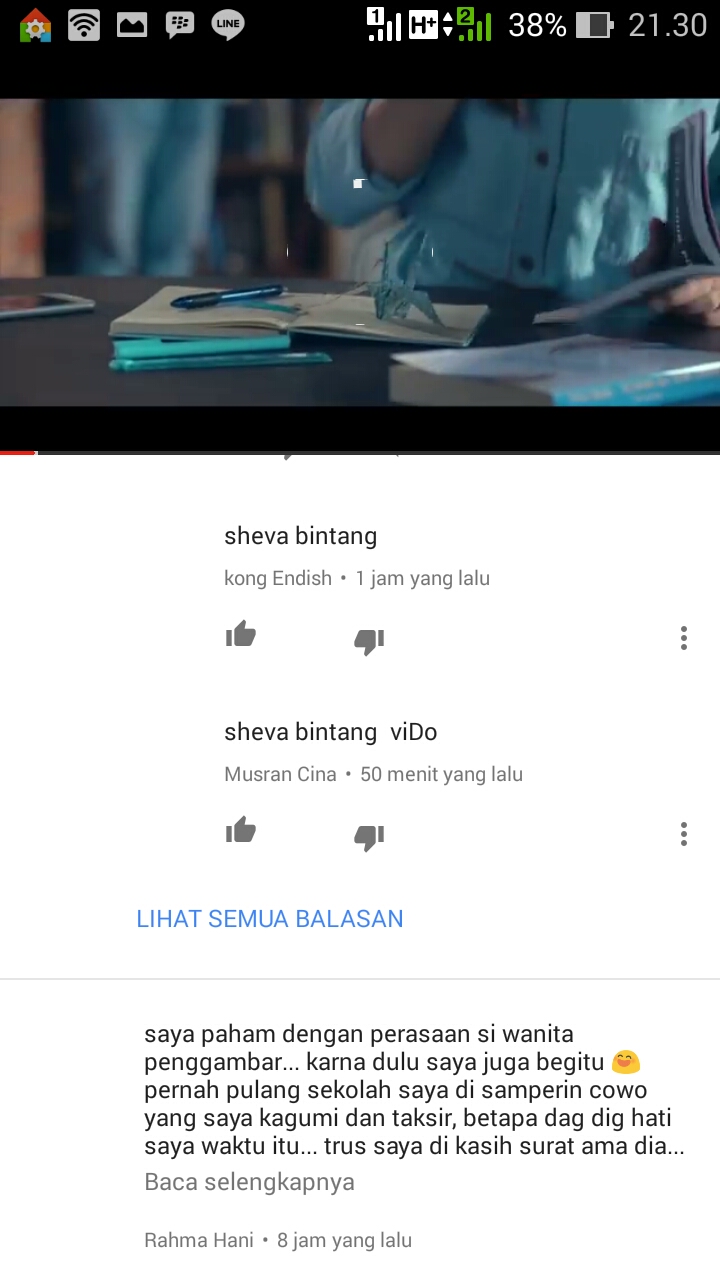 LINE
1
H+
2
38%
21.30
sheva bintang
kong Endish • 1 jam yang lalu
sheva bintang  viDo
Musran Cina • 50 menit yang lalu
LIHAT SEMUA BALASAN
saya paham dengan perasaan si wanita
penggambar... karna dulu saya juga begitu 😄
pernah pulang sekolah saya di samperin cowo
yang saya kagumi dan taksir, betapa dag dig hati
saya waktu itu... trus saya di kasih surat ama dia...
Baca selengkapnya
Rahma Hani • 8 jam yang lalu